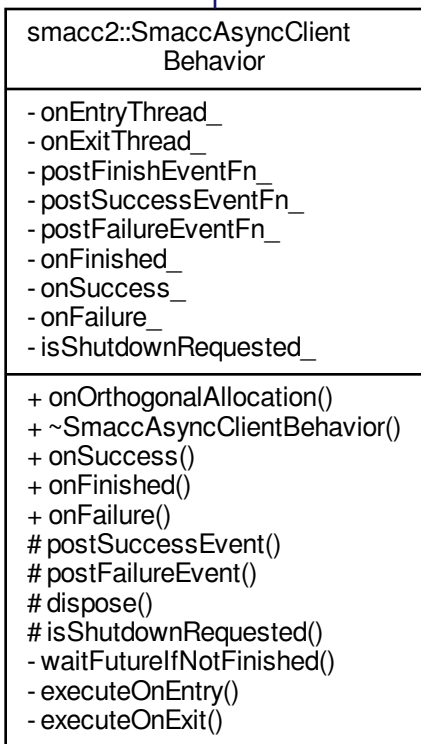 smacc2::SmaccAsyncClient
Behavior
- onEntryThread_
- onExitThread_
- postFinishEventFn_
- postSuccessEventFn_
- postFailureEventFn_
- onFinished_
- onSuccess_
- onFailure_
- isShutdownRequested_
+ onOrthogonalAllocation()
+ ~SmaccAsyncClientBehavior()
+ onSuccess()
+ onFinished()
+ onFailure()
# postSuccessEvent()
# postFailureEvent()
# dispose()
# isShutdownRequested()
- waitFutureIfNotFinished()
- executeOnEntry()
- executeOnExit()